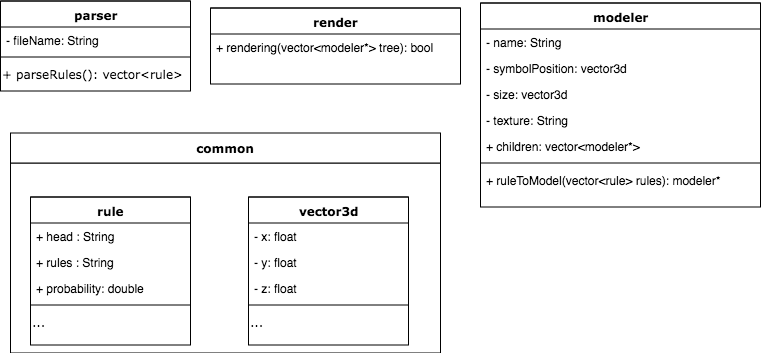 parser
- fileName: String
+ parseRules(): vector<rule>
render
+ rendering(vector<modeler*> tree): bool
modeler
- name: String
- symbolPosition: vector3d
- size: vector3d
- texture: String
+ children: vector<modeler*>
+ ruleToModel(vector<rule> rules): modeler*
common
rule
+ head : String
+ rules : String
+ probability: double
...
vector3d
- x: float
- y: float
- z: float
...